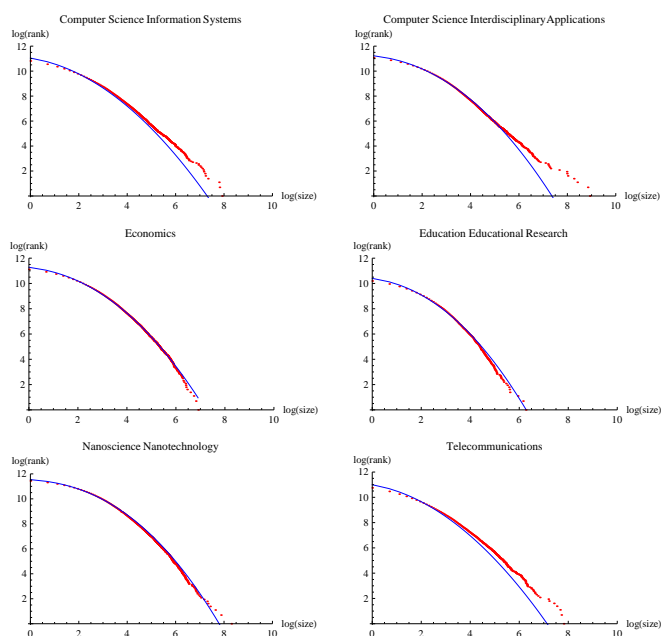 Computer Science Information Systems
log(rank)
12
10
8
6
4
2
0 2 4 6 8 10
log(size)
Computer Science Interdisciplinary Applications
log(rank)
12
10
8
6
4
2
0 2 4 6 8 10
log(size)
Economics
log(rank)
12
10
8
6
4
2
0 2 4 6 8 10
log(size)
Education Educational Research
log(rank)
12
10
8
6
4
2
0 2 4 6 8 10
log(size)
Nanoscience Nanotechnology
log(rank)
12
10
8
6
4
2
0 2 4 6 8 10
log(size)
Telecommunications
log(rank)
12
10
8
6
4
2
0 2 4 6 8 10
log(size)